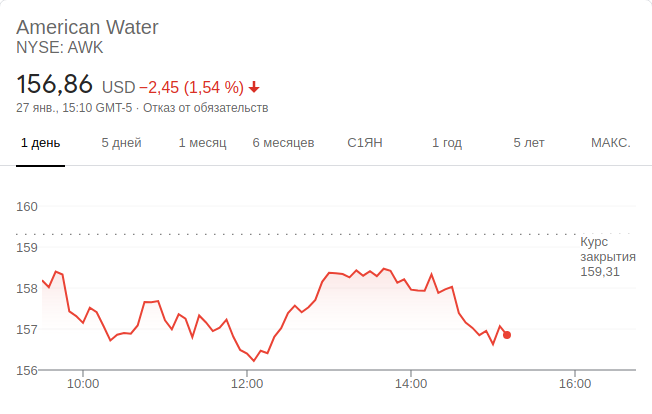 American Water
NYSE: AWK
156,86 USD −2,45 (1,54 %)
27 янв., 15:10 GMT-5 · Отказ от обязательств
1 день 5 дней 1 месяц 6 месяцев С1ЯН 1 год 5 лет МАКС.
160
159
158
157
156
Курс
закрытия
159,31
10:00 12:00 14:00 16:00